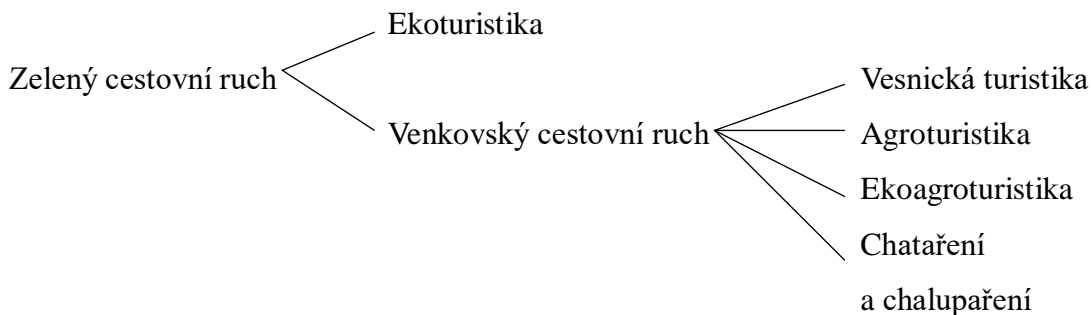 Ekoturistika
Zelený cestovní ruch
Vesnická turistika
Venkovský cestovní ruch
Agroturistika
Ekoagroturistika
Chataření
a chalupaření